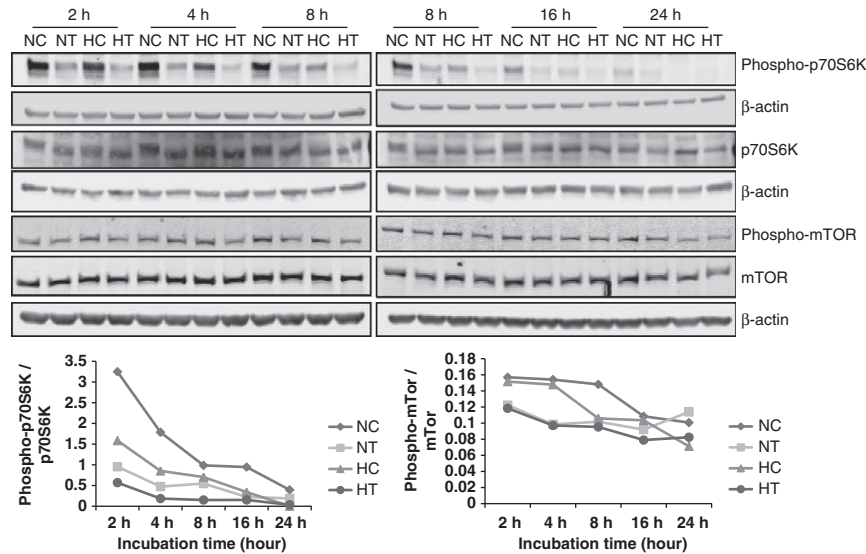 2 h 4 h 8 h 8 h 16 h 24 h
NC NT HC HT NC NT HC HT NC NT HC HT NC NT HC HT NC NT HC HT NC NT HC HT
Phospho-p70S6K
β-actin
p70S6K
β-actin
Phospho-mTOR
mTOR
β-actin
Phospho-p70S6K /
p70S6K
3.5
3
2.5
2
1.5
1
0.5
0
2 h 4 h 8 h 16 h 24 h
Incubation time (hour)
NC
NT
HC
HT
Phospho-mTor /
mTor
0.18
0.16
0.14
0.12
0.1
0.08
0.06
0.04
0.02
0
2 h 4 h 8 h 16 h 24 h
Incubation time (hour)
NC
NT
HC
HT